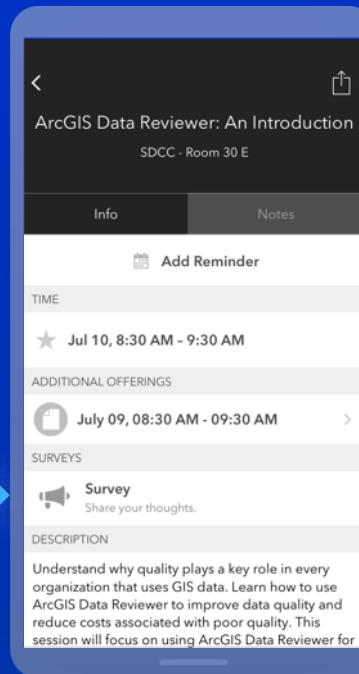 ArcGIS Data Reviewer: An Introduction
SDCC - Room 30 E
Info
Notes
Add Reminder
TIME
Jul 10, 8:30 AM – 9:30 AM
ADDITIONAL OFFERINGS
July 09, 08:30 AM - 09:30 AM
SURVEYS
Survey
Share your thoughts.
DESCRIPTION
Understand why quality plays a key role in every
organization that uses GIS data. Learn how to use
ArcGIS Data Reviewer to improve data quality and
reduce costs associated with poor quality. This
session will focus on using ArcGIS Data Reviewer for